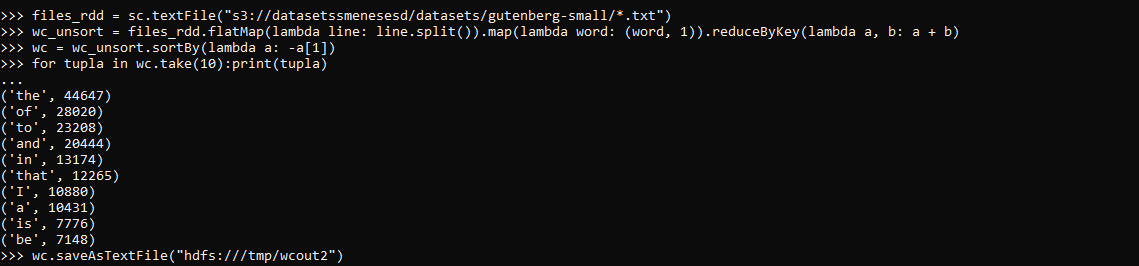 >>> files_rdd = sc.textFile("s3://datasetssmenesesd/datasets/gutenberg-small/*.txt")
>>> wc_unsort = files_rdd.flatMap(lambda line: line.split()).map(lambda word: (word, 1)).reduceByKey(lambda a, b: a + b)
>>> wc = wc_unsort.sortBy(lambda a: -a[1])
>>> for tupla in wc.take(10):print(tupla)
...
('the', 44647)
('of', 28020)
('to', 23208)
('and', 20444)
('in', 13174)
('that', 12265)
('I', 10880)
('a', 10431)
('is', 7776)
('be', 7148)
>>> wc.saveAsTextFile("hdfs:///tmp/wcout2")